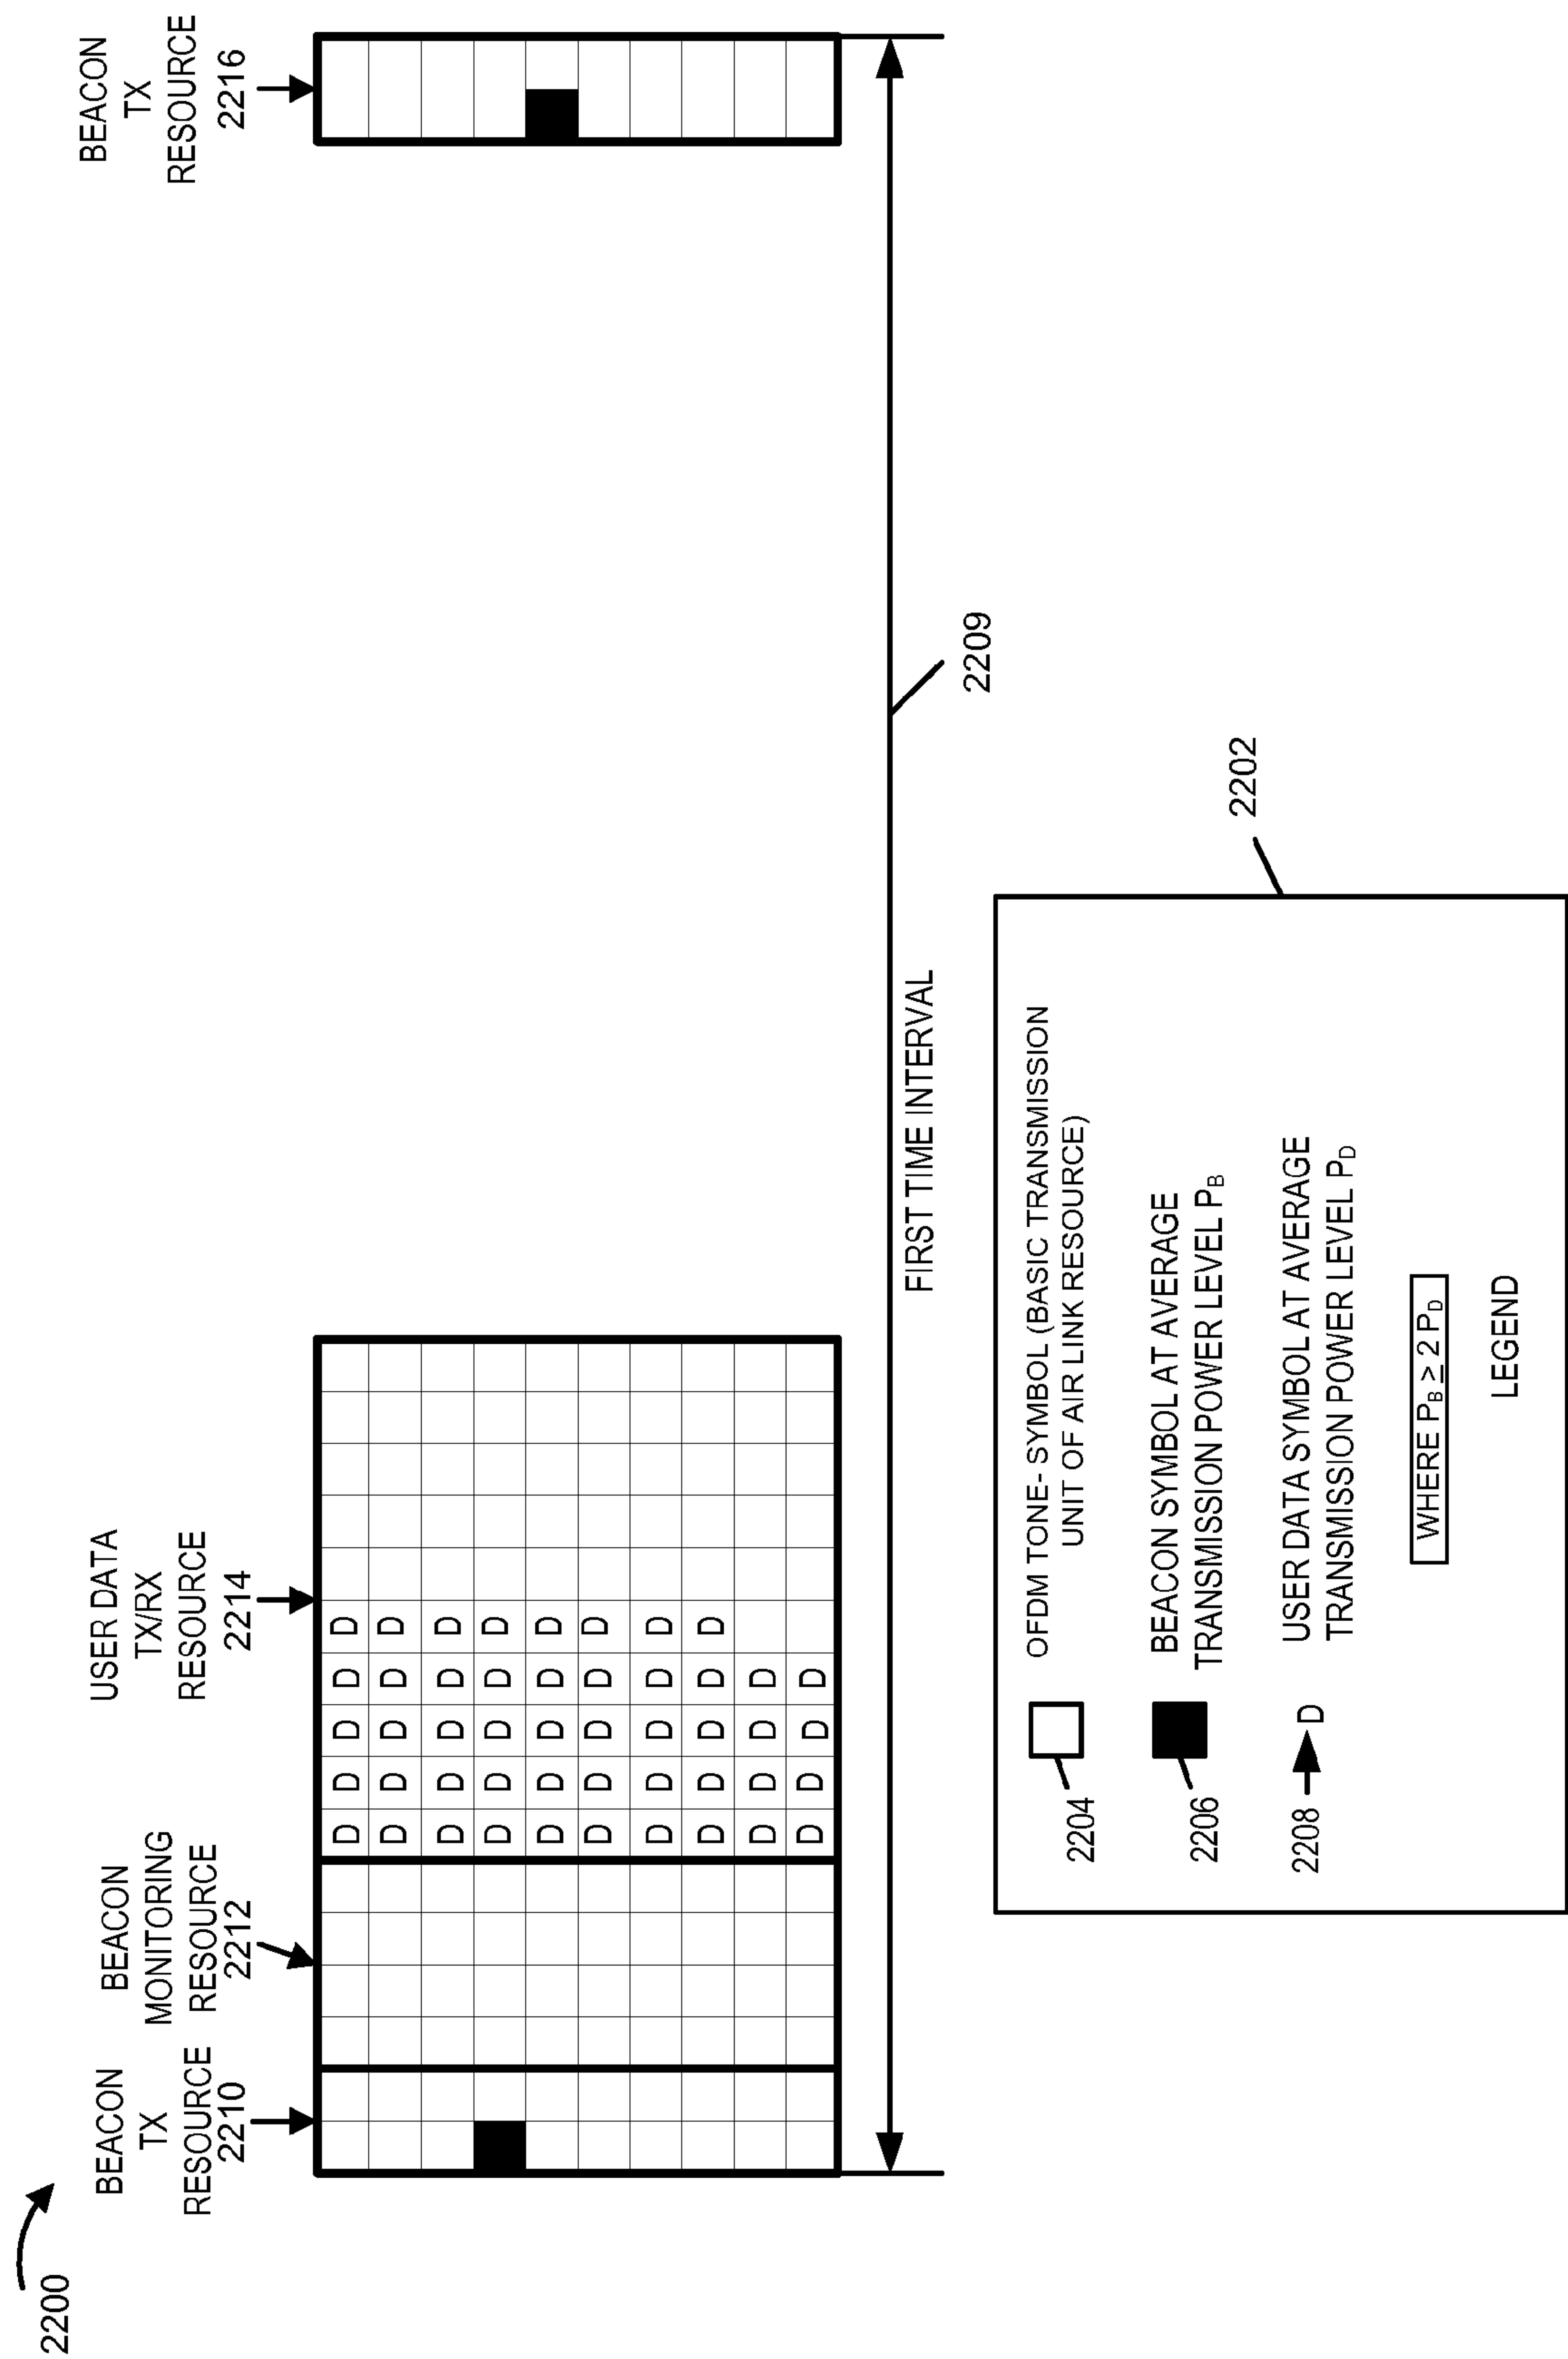 2200
BEACON
TX
RESOURCE
2210
BEACON
MONITORING
RESOURCE
2212
USER DATA
TX/RX
RESOURCE
2214
BEACON
TX
RESOURCE
2216
D D D D D
D D D D D
D D D D D
D D D D D
D D D D D
D D D D D
D D D D D
D D D D D
D D D D
D D D D
FIRST TIME INTERVAL
2209
2202
2204
OFDM TONE- SYMBOL (BASIC TRANSMISSION
UNIT OF AIR LINK RESOURCE)
2206
BEACON SYMBOL AT AVERAGE
TRANSMISSION POWER LEVEL PB
2208
D
USER DATA SYMBOL AT AVERAGE
TRANSMISSION POWER LEVEL PD
WHERE PB ≥ 2 PD
LEGEND